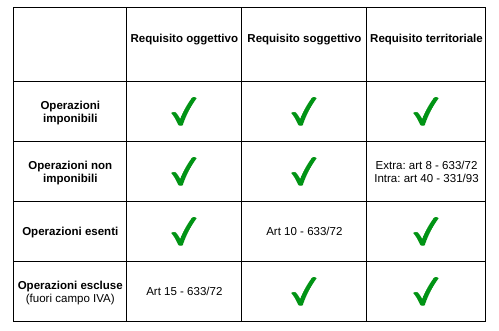 Requisito oggettivo Requisito soggettivo Requisito territoriale
Operazioni
imponibili
Operazioni non
imponibili
Extra: art 8 - 633/72
Intra: art 40 - 331/93
Operazioni esenti
Art 10 - 633/72
Operazioni escluse
(fuori campo IVA)
Art 15 - 633/72